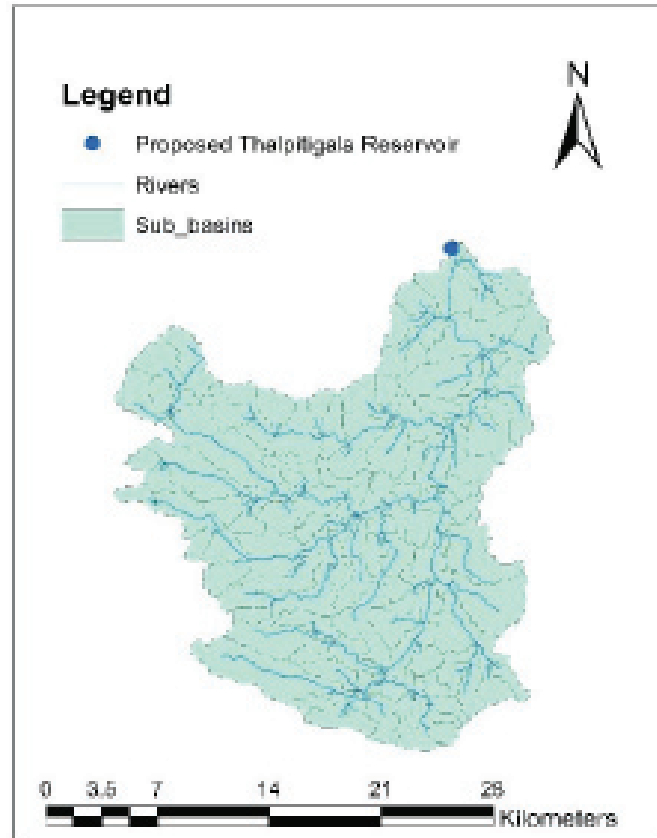 N
Legend
Proposed Thalpitigala Reservoir
Rivers
Sub_basins
0 3.5 7 14 21 28
Kilometers